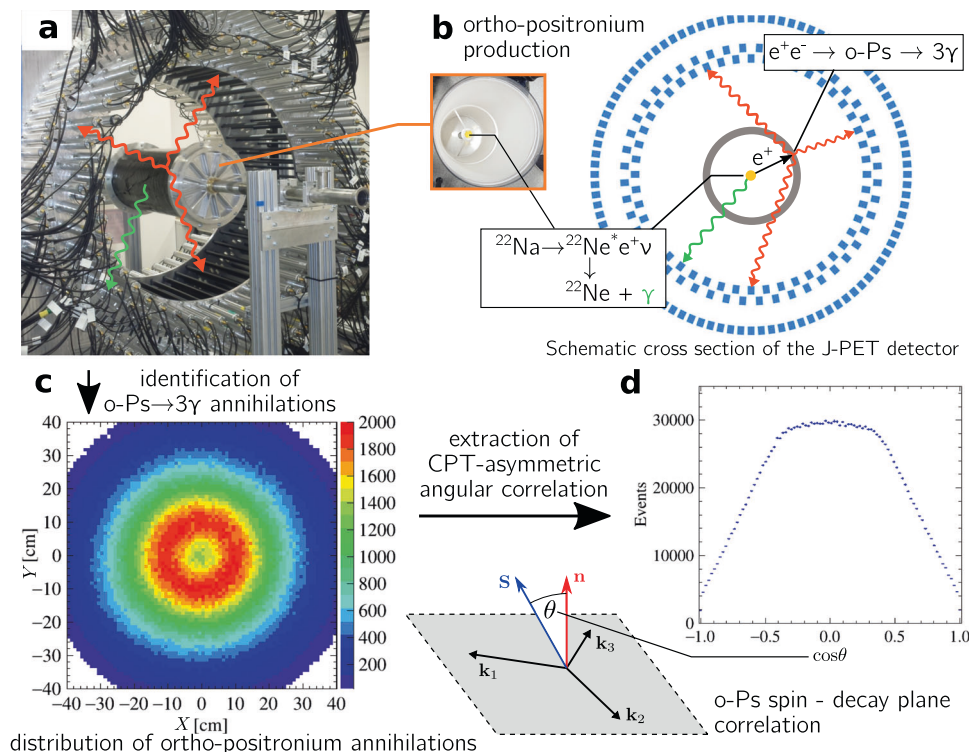 a
b
ortho-positronium
production
e⁺e⁻ → o-Ps → 3γ
e⁺
²²Na→²²Ne*e⁺ν
↓
²²Ne + γ
Schematic cross section of the J-PET detector
c
identification of
o-Ps→3γ annihilations
40
30
20
10
0
−10
−20
−30
−40
Y [cm]
−40 −30 −20 −10 0 10 20 30 40
X [cm]
2000
1800
1600
1400
1200
1000
800
600
400
200
distribution of ortho-positronium annihilations
extraction of
CPT-asymmetric
angular correlation
S
n
θ
k₁
k₂
k₃
d
30000
20000
10000
0
Events
-1.0 −0.5 0.0 0.5 1.0
cosθ
o-Ps spin - decay plane
correlation